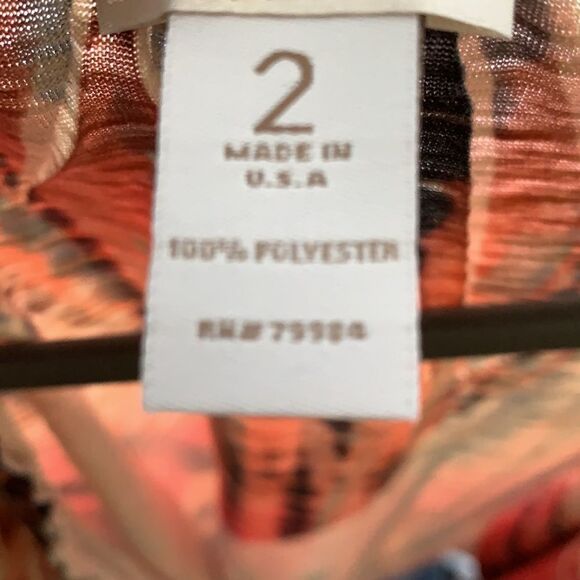 2
MADE IN
U.S.A
100% POLYESTER
RN# 79984